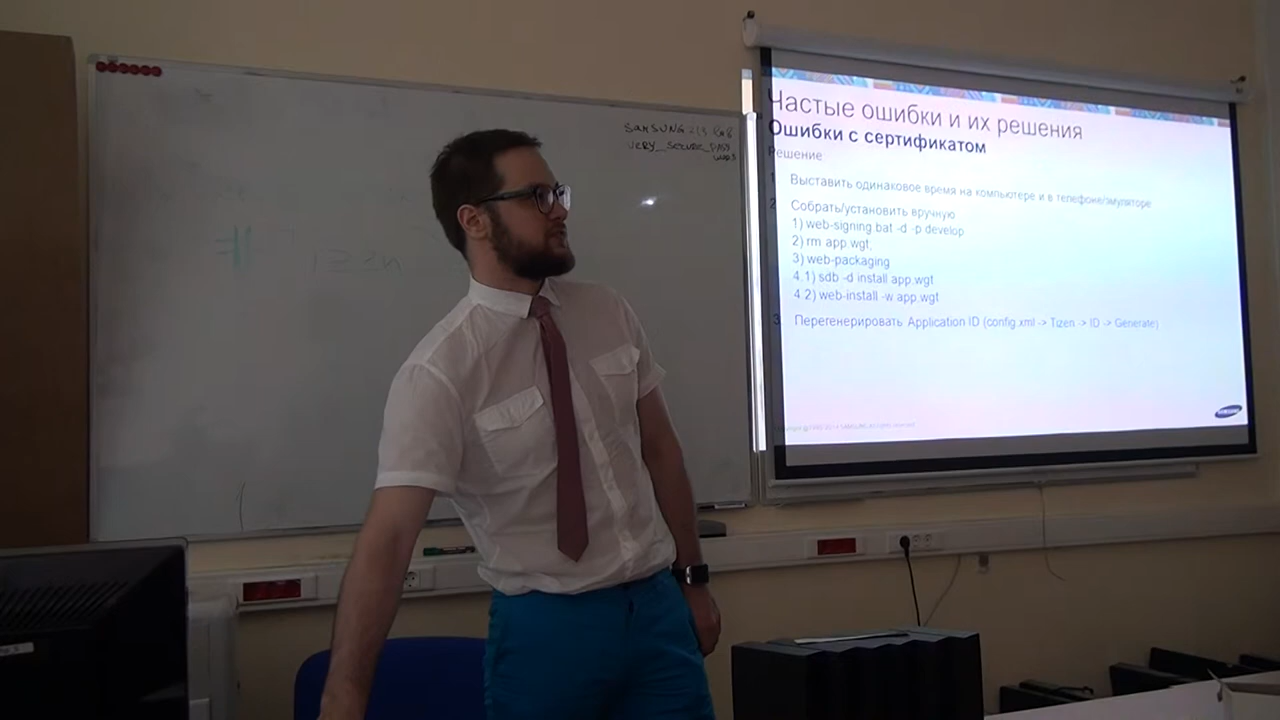 SAMSUNG
VERY_SECURE_PASS
Частые ошибки и их решения
Ошибки с сертификатом
Решение
Выставить одинаковое время на компьютере и в телефоне/эмуляторе
2. Собрать/установить вручную
1) web-signing bat -d -p develop
2) rm app.wgt,
3) web-packaging
4.1) sdb -d install app.wgt
4.2) web-install -w app.wgt
3. Перегенерировать Application ID (config.xml -> Tizen -> ID -> Generate)
SAMSUNG